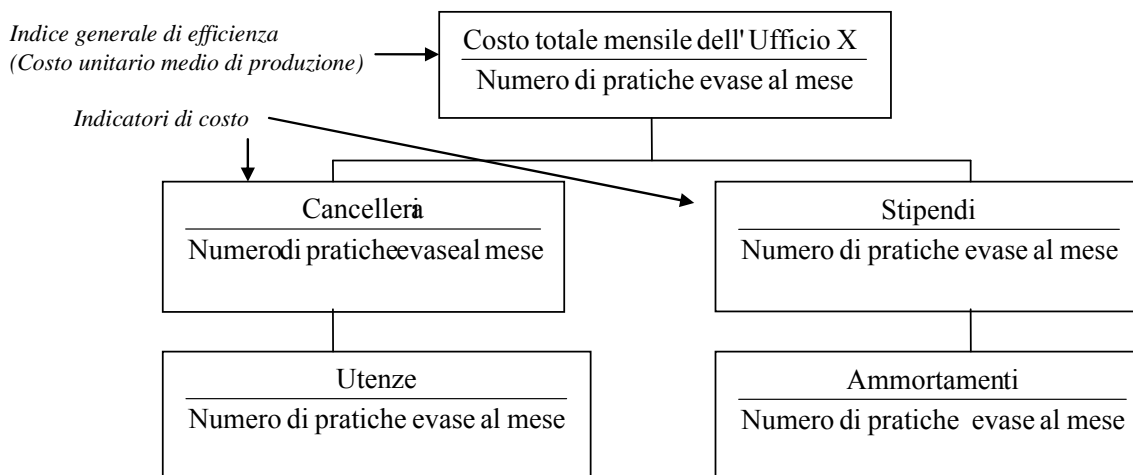 Indice generale di efficienza
(Costo unitario medio di produzione)
Costo totale mensile dell'Ufficio X
Numero di pratiche evase al mese
Indicatori di costo
Cancelleria
Numero di pratiche evase al mese
Stipendi
Numero di pratiche evase al mese
Utenze
Numero di pratiche evase al mese
Ammortamenti
Numero di pratiche evase al mese